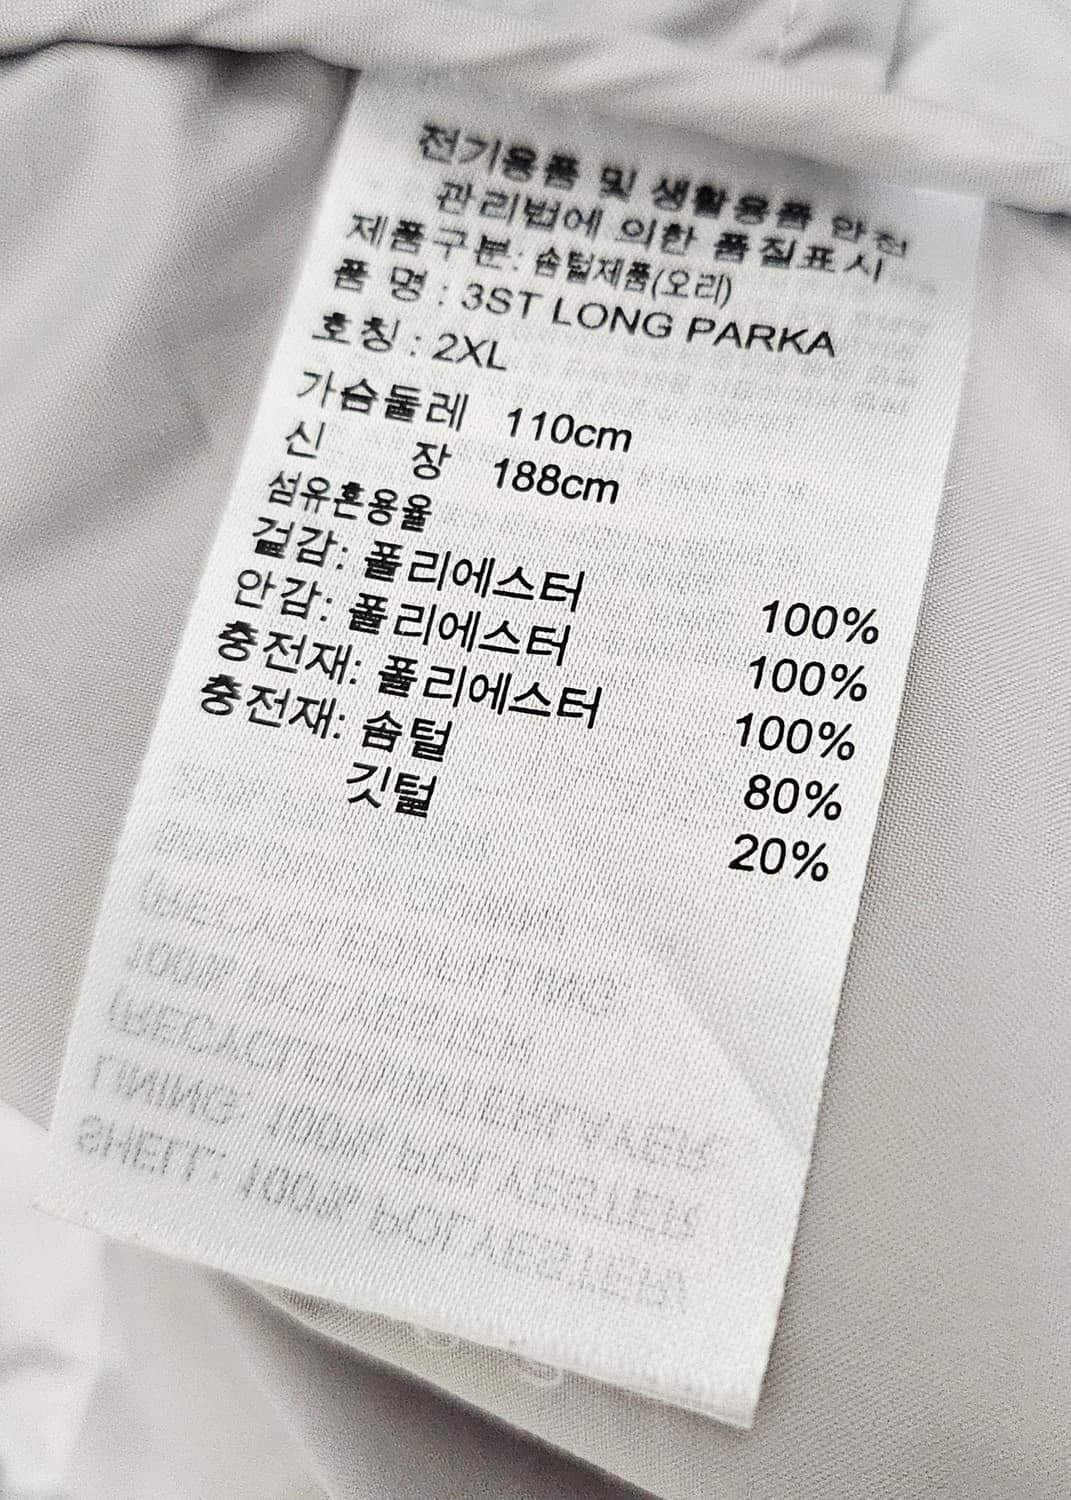 전기용품 및 생활용품 안전
관리법에 의한 품질표시
제품구분: 솜털제품(오리)
품 명 : 3ST LONG PARKA
호칭 : 2XL
가슴둘레 110cm
신 장 188cm
섬유혼용율
겉감: 폴리에스터 100%
안감: 폴리에스터 100%
충전재: 폴리에스터 100%
충전재: 솜털 80%
깃털 20%